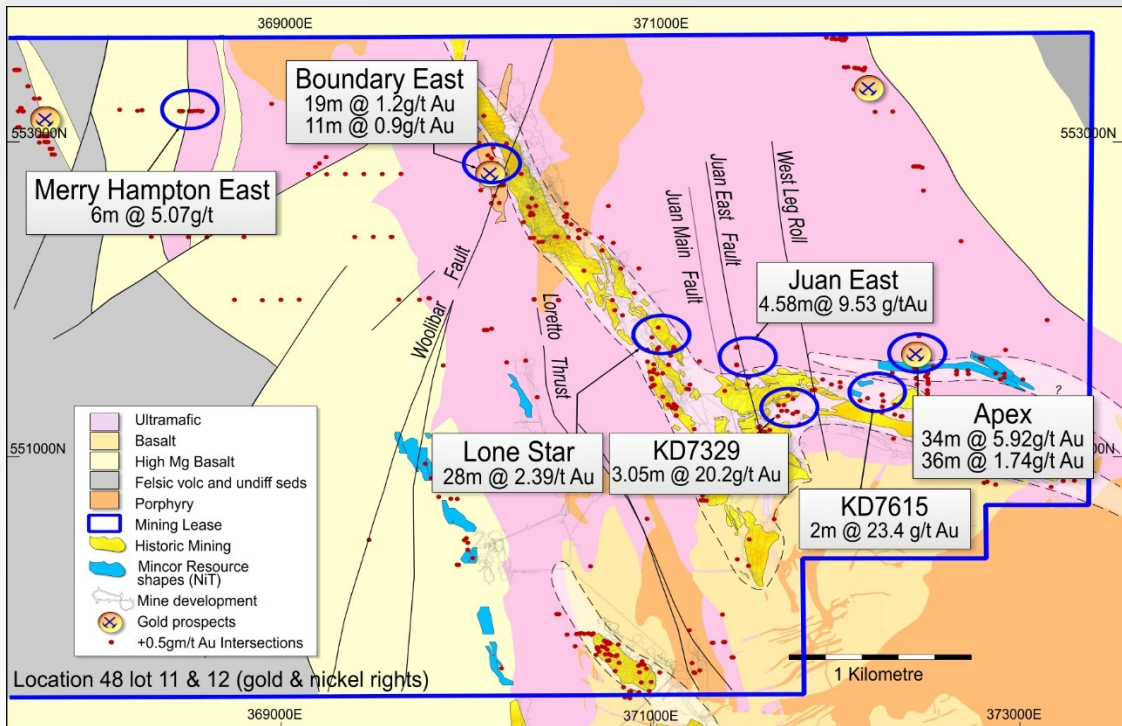 369000E
371000E
553000N
553000N
Boundary East
19m @ 1.2g/t Au
11m @ 0.9g/t Au
Merry Hampton East
6m @ 5.07g/t
Woolibar Fault
Loretto Thrust
Juan Main Fault
Juan East Fault
West Leg Roll
Juan East
4.58m@ 9.53 g/tAu
Lone Star
28m @ 2.39/t Au
KD7329
3.05m @ 20.2g/t Au
Apex
34m @ 5.92g/t Au
36m @ 1.74g/t Au
KD7615
2m @ 23.4 g/t Au
?
551000N
Ultramafic
Basalt
High Mg Basalt
Felsic volc and undiff seds
Porphyry
Mining Lease
Historic Mining
Mincor Resource
shapes (NiT)
Mine development
Gold prospects
+0.5gm/t Au Intersections
Location 48 lot 11 & 12 (gold & nickel rights)
1 Kilometre
369000E
371000E
373000E